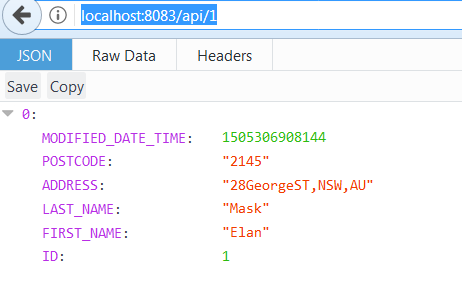 localhost:8083/api/1
JSON Raw Data Headers
Save Copy
0:
MODIFIED_DATE_TIME: 1505306908144
POSTCODE: "2145"
ADDRESS: "28GeorgeST,NSW,AU"
LAST_NAME: "Mask"
FIRST_NAME: "Elan"
ID: 1